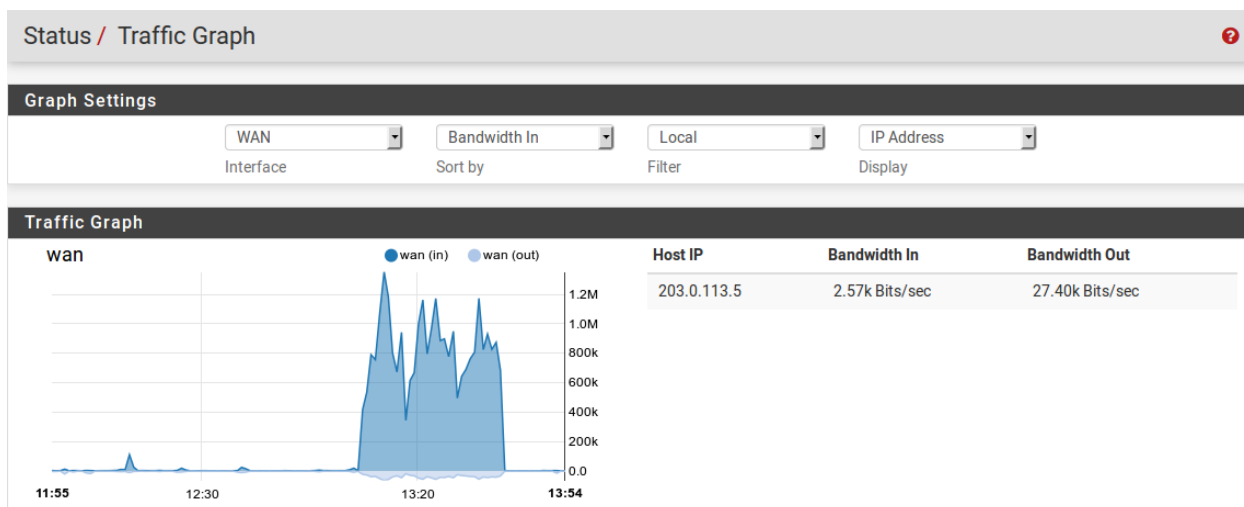 Status / Traffic Graph
Graph Settings
WAN Bandwidth In Local IP Address
Interface Sort by Filter Display
Traffic Graph
wan
wan (in) wan (out)
1.2M
1.0M
800k
600k
400k
200k
0.0
11:55 12:30 13:20 13:54
Host IP Bandwidth In Bandwidth Out
203.0.113.5 2.57k Bits/sec 27.40k Bits/sec